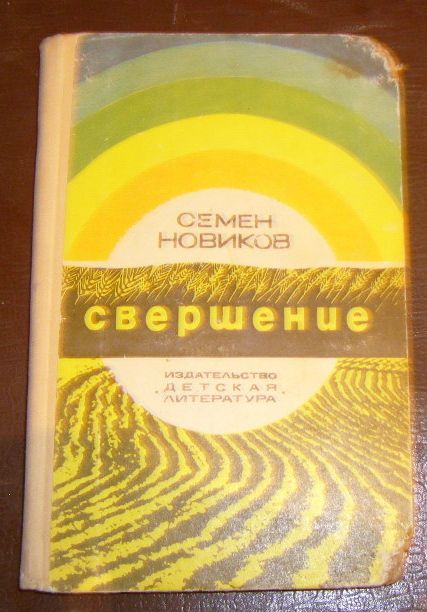 СЕМЕН
НОВИКОВ
свершение
ИЗДАТЕЛЬСТВО
„ДЕТСКАЯ
ЛИТЕРАТУРА"